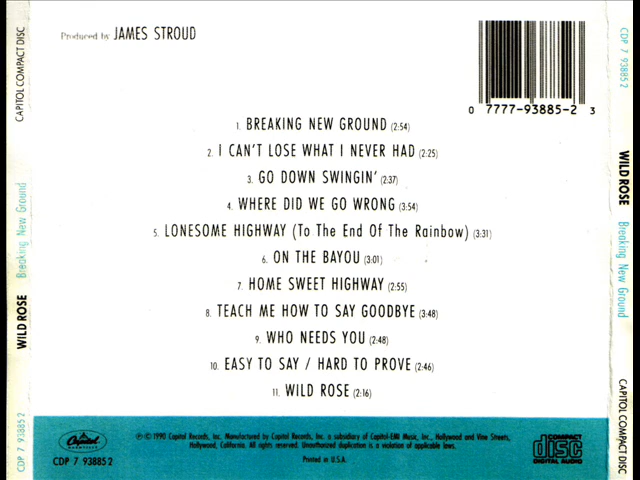 Produced by JAMES STROUD
0 7777-93885-2 3
1. BREAKING NEW GROUND (2:54)
2. I CAN'T LOSE WHAT I NEVER HAD (2:25)
3. GO DOWN SWINGIN' (2:37)
4. WHERE DID WE GO WRONG (3:54)
5. LONESOME HIGHWAY (To The End Of The Rainbow) (3:31)
6. ON THE BAYOU (3:01)
7. HOME SWEET HIGHWAY (2:55)
8. TEACH ME HOW TO SAY GOODBYE (3:48)
9. WHO NEEDS YOU (2:48)
10. EASY TO SAY / HARD TO PROVE (2:46)
11. WILD ROSE (2:16)
Capitol
CDP 7 93885 2
℗ © 1990 Capitol Records, Inc. Manufactured by Capitol Records, Inc. a subsidiary of Capitol-EMI Music, Inc., Hollywood and Vine Streets,
Hollywood, California. All rights reserved. Unauthorized duplication is a violation of applicable laws.
Printed in U.S.A.
COMPACT
disc
DIGITAL AUDIO
CDP 7 93885 2 WILD ROSE Breaking New Ground CAPITOL COMPACT DISC
CDP 7 93885 2 WILD ROSE Breaking New Ground CAPITOL COMPACT DISC